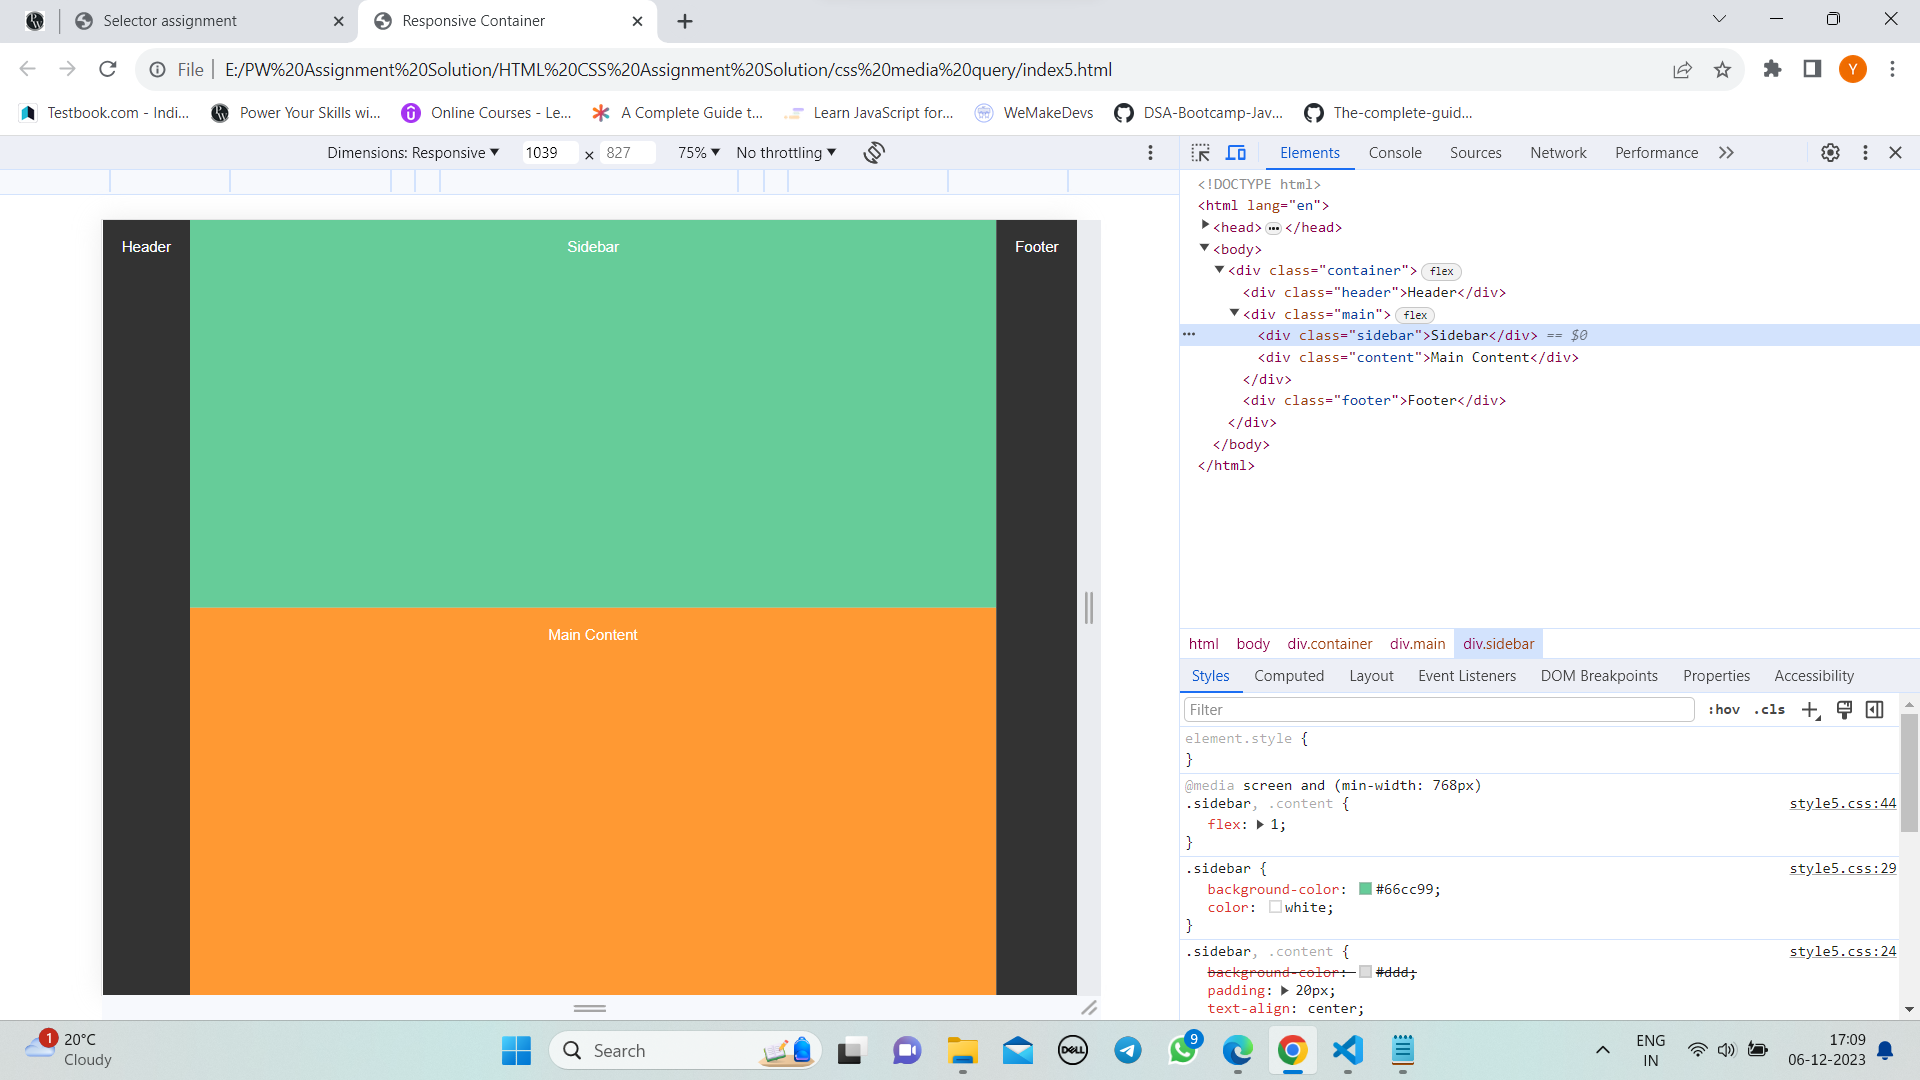 Selector assignment
Responsive Container
File
E:/PW%20Assignment%20Solution/HTML%20CSS%20Assignment%20Solution/css%20media%20query/index5.html
Y
Testbook.com - Indi...
Power Your Skills wi...
Online Courses - Le...
A Complete Guide t...
Learn JavaScript for...
WeMakeDevs
DSA-Bootcamp-Jav...
The-complete-guid...
Dimensions: Responsive
1039 × 827
75%
No throttling
Elements
Console
Sources
Network
Performance
Header
Sidebar
Footer
Main Content
<!DOCTYPE html>
<html lang="en">
<head> ••• </head>
<body>
<div class="container"> flex
<div class="header">Header</div>
<div class="main"> flex
<div class="sidebar">Sidebar</div> == $0
<div class="content">Main Content</div>
</div>
<div class="footer">Footer</div>
</div>
</body>
</html>
html body div.container div.main div.sidebar
Styles Computed Layout Event Listeners DOM Breakpoints Properties Accessibility
Filter
:hov .cls
element.style {
}
@media screen and (min-width: 768px)
.sidebar, .content {
style5.css:44
flex: 1;
}
.sidebar {
style5.css:29
background-color: #66cc99;
color: white;
}
.sidebar, .content {
style5.css:24
background-color: #ddd;
padding: 20px;
text-align: center;
1
20°C
Cloudy
Search
DELL
9
ENG
IN
17:09
06-12-2023